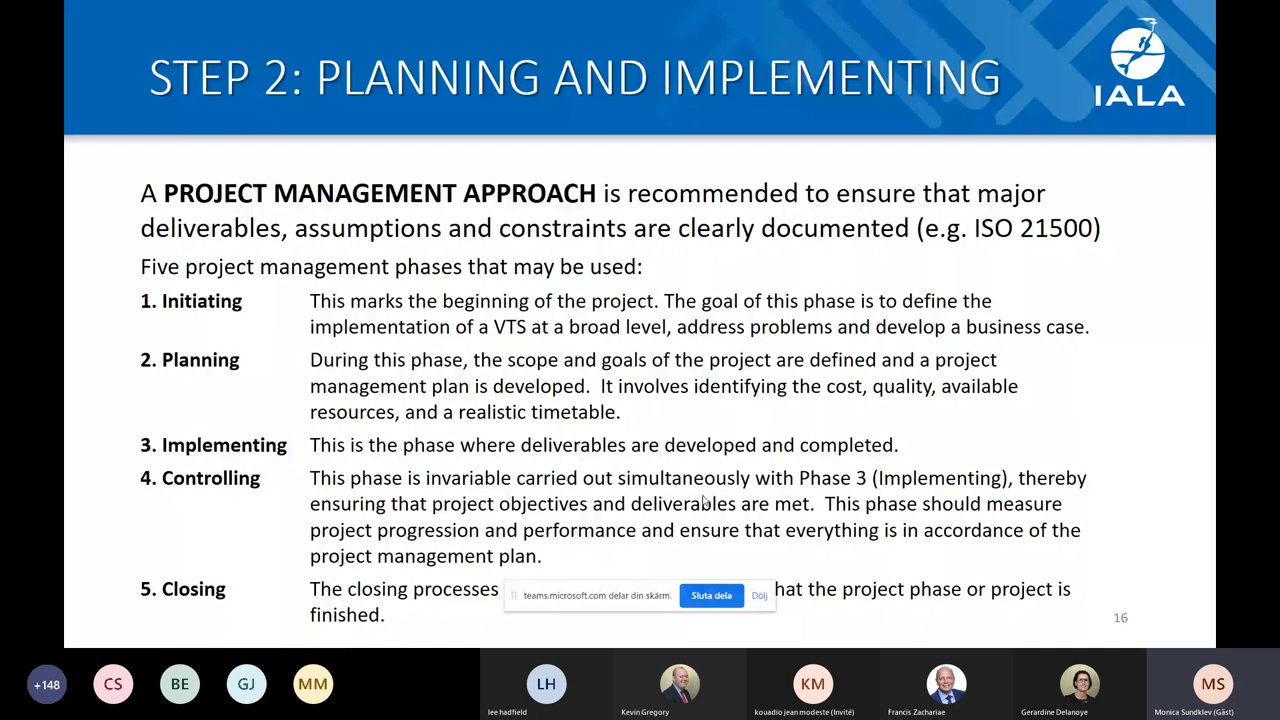 STEP 2: PLANNING AND IMPLEMENTING
IALA
A PROJECT MANAGEMENT APPROACH is recommended to ensure that major
deliverables, assumptions and constraints are clearly documented (e.g. ISO 21500)
Five project management phases that may be used:
1. Initiating This marks the beginning of the project. The goal of this phase is to define the
implementation of a VTS at a broad level, address problems and develop a business case.
2. Planning During this phase, the scope and goals of the project are defined and a project
management plan is developed. It involves identifying the cost, quality, available
resources, and a realistic timetable.
3. Implementing This is the phase where deliverables are developed and completed.
4. Controlling This phase is invariable carried out simultaneously with Phase 3 (Implementing), thereby
ensuring that project objectives and deliverables are met. This phase should measure
project progression and performance and ensure that everything is in accordance of the
project management plan.
5. Closing The closing processes hat the project phase or project is
teams.microsoft.com delar din skärm. Sluta dela Dölj
finished.
16
+148 CS BE GJ MM LH KM MS
lee hadfield Kevin Gregory kouadio jean modeste (Invité) Francis Zachariae Gerardine Delanoye Monica Sundklev (Gäst)